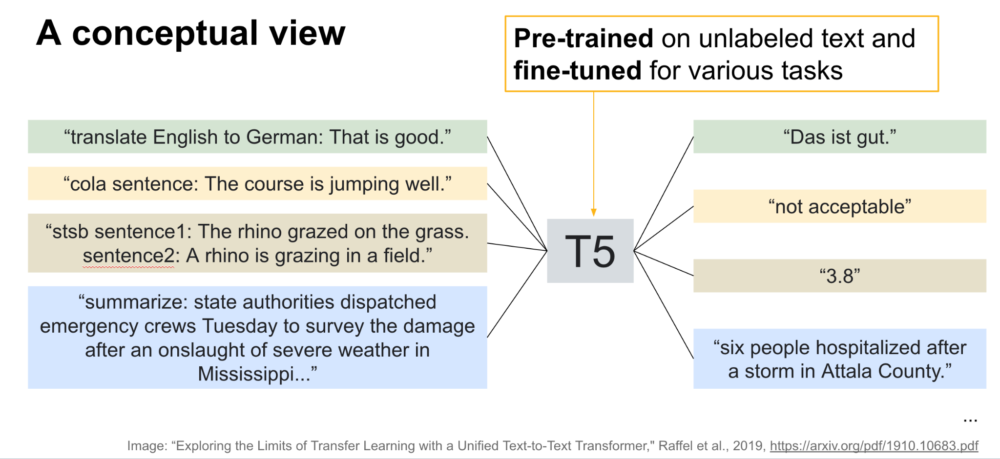 A conceptual view
Pre-trained on unlabeled text and
fine-tuned for various tasks
“translate English to German: That is good.”
“cola sentence: The course is jumping well.”
“stsb sentence1: The rhino grazed on the grass.
sentence2: A rhino is grazing in a field.”
“summarize: state authorities dispatched
emergency crews Tuesday to survey the damage
after an onslaught of severe weather in
Mississippi...”
T5
“Das ist gut.”
“not acceptable”
“3.8”
“six people hospitalized after
a storm in Attala County.”
...
Image: “Exploring the Limits of Transfer Learning with a Unified Text-to-Text Transformer," Raffel et al., 2019, https://arxiv.org/pdf/1910.10683.pdf